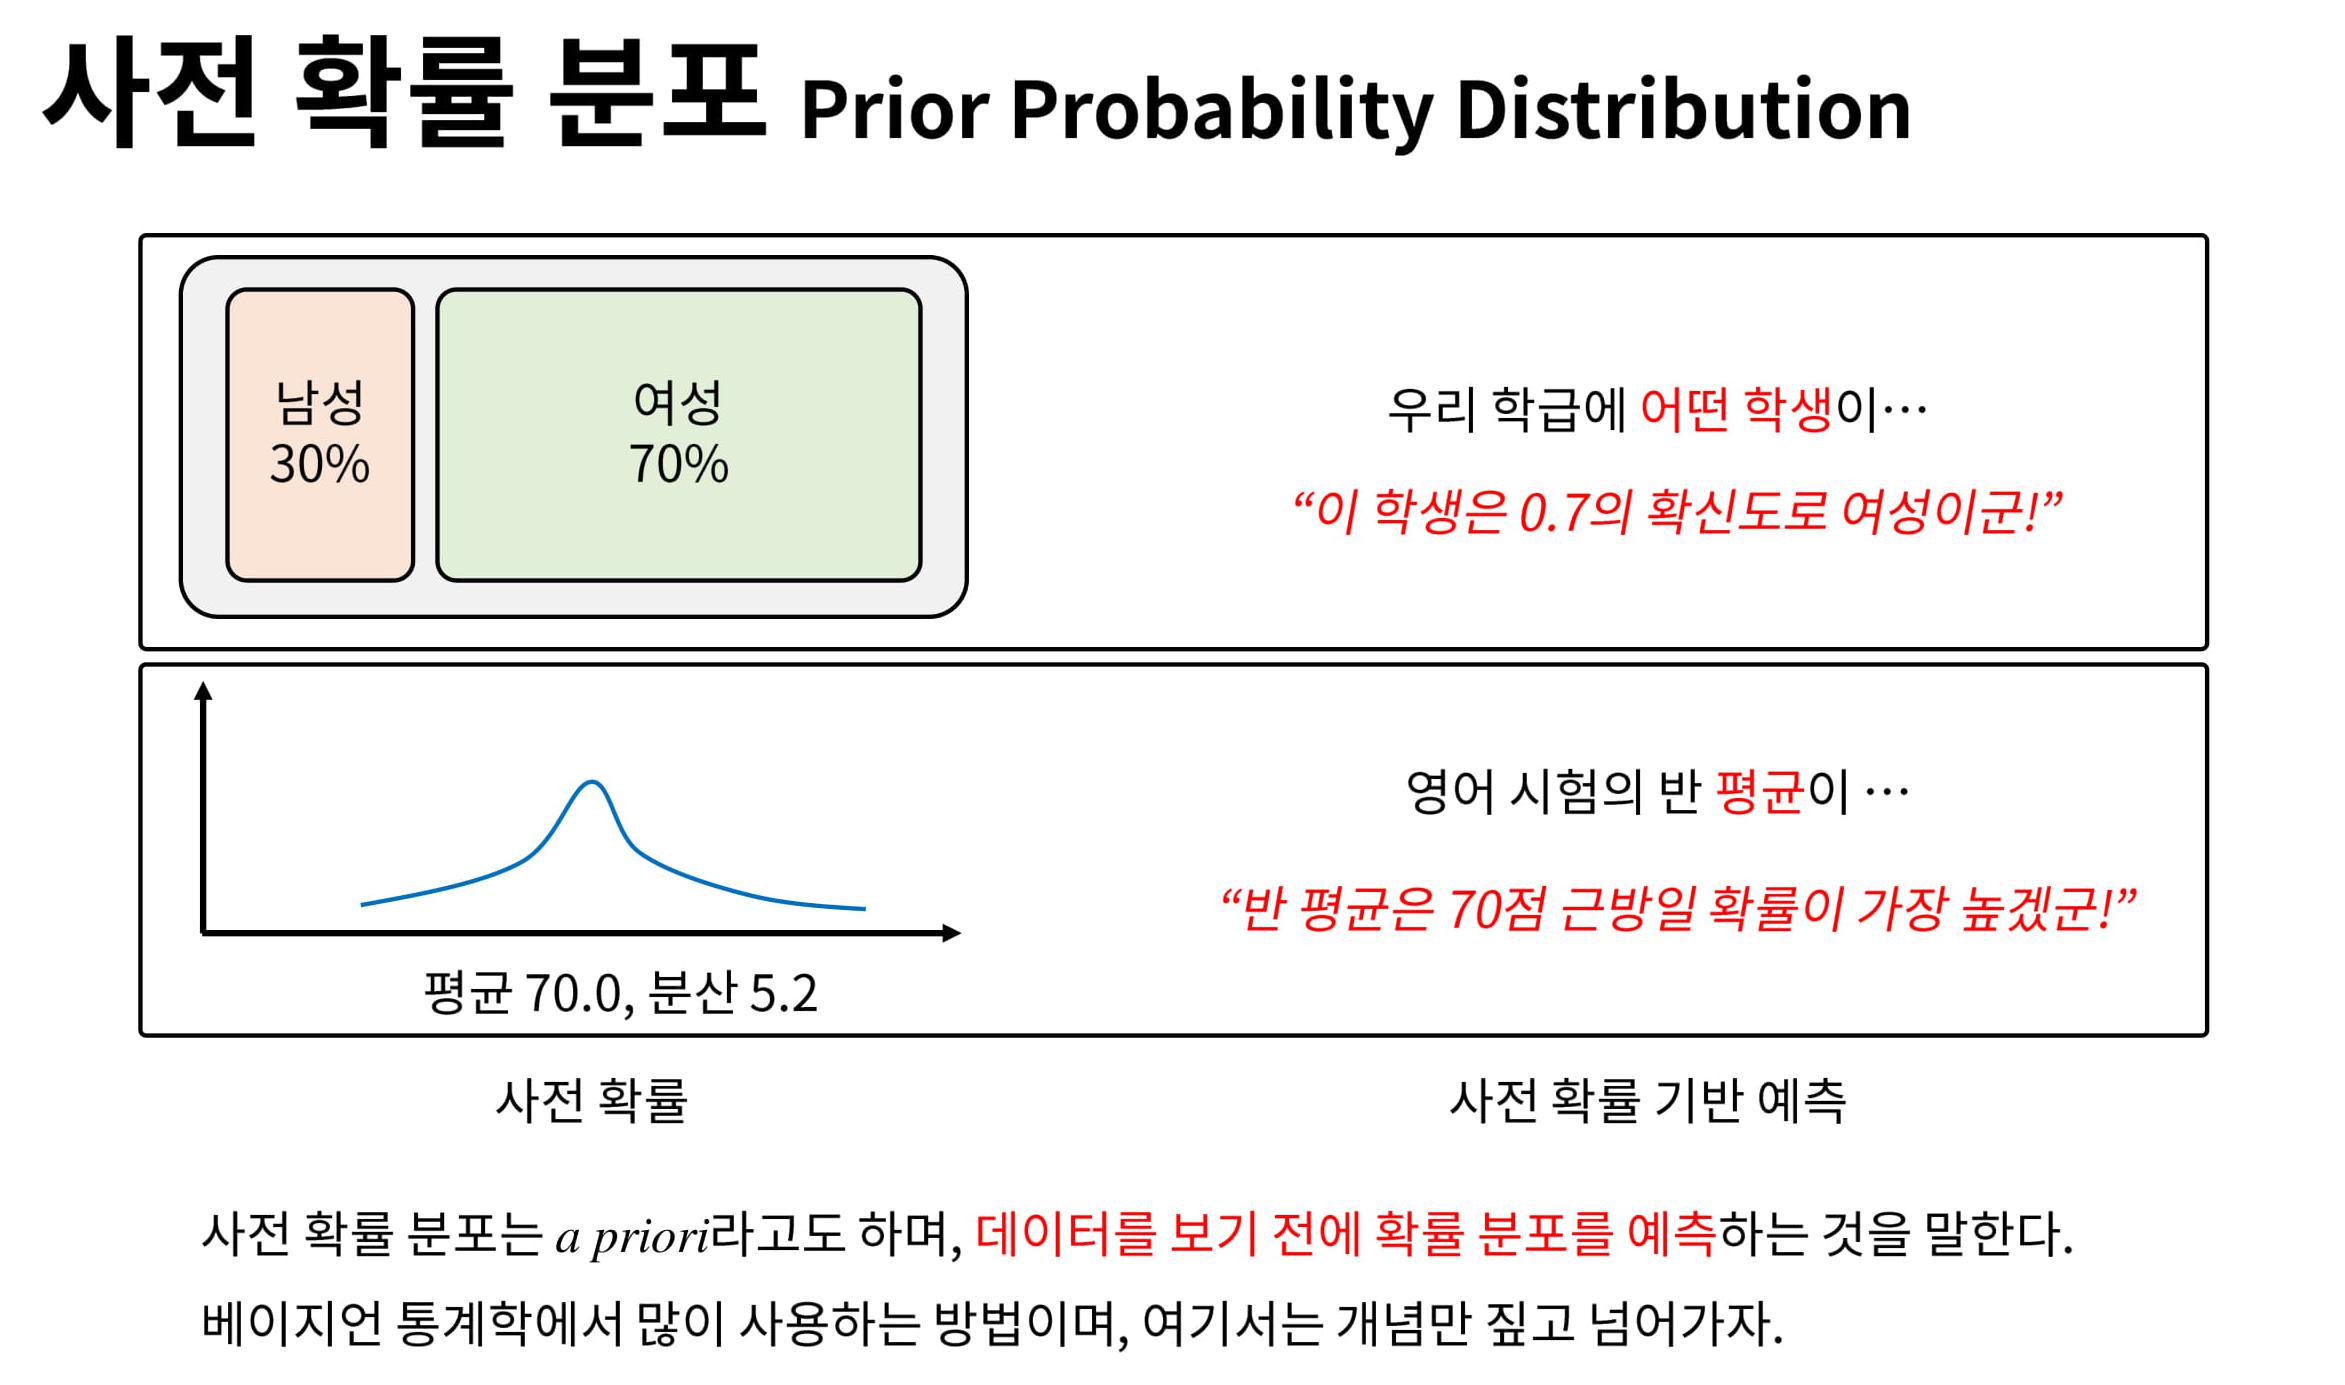 사전 확률 분포 Prior Probability Distribution
남성
30%
여성
70%
우리 학급에 어떤 학생이…
“이 학생은 0.7의 확신도로 여성이군!”
영어 시험의 반 평균이 …
“반 평균은 70점 근방일 확률이 가장 높겠군!”
평균 70.0, 분산 5.2
사전 확률
사전 확률 기반 예측
사전 확률 분포는 a priori라고도 하며, 데이터를 보기 전에 확률 분포를 예측하는 것을 말한다.
베이지언 통계학에서 많이 사용하는 방법이며, 여기서는 개념만 짚고 넘어가자.